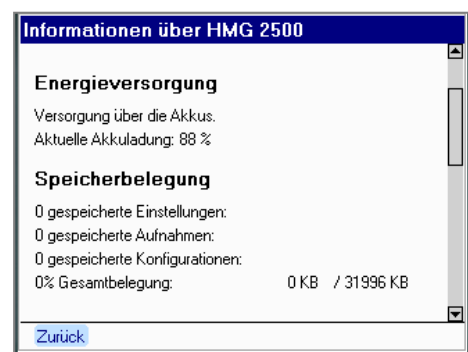 Informationen über HMG 2500
Energieversorgung
Versorgung über die Akkus.
Aktuelle Akkuladung: 88 %
Speicherbelegung
0 gespeicherte Einstellungen:
0 gespeicherte Aufnahmen:
0 gespeicherte Konfigurationen:
0% Gesamtbelegung: 0 KB / 31996 KB
Zurück